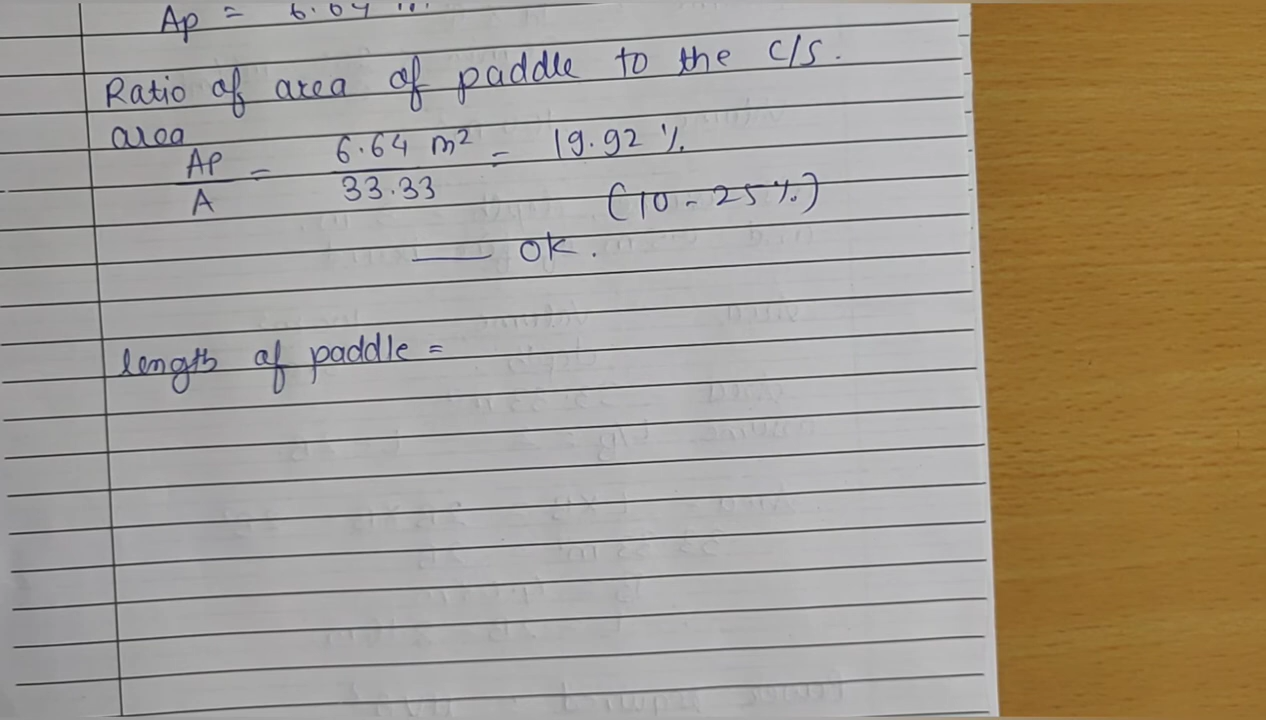 Ap =
Ratio of area of paddle to the c/s.
area
AP/A = 6.64 m²/33.33 = 19.92 %
(10 - 25 %)
— OK.
length of paddle =